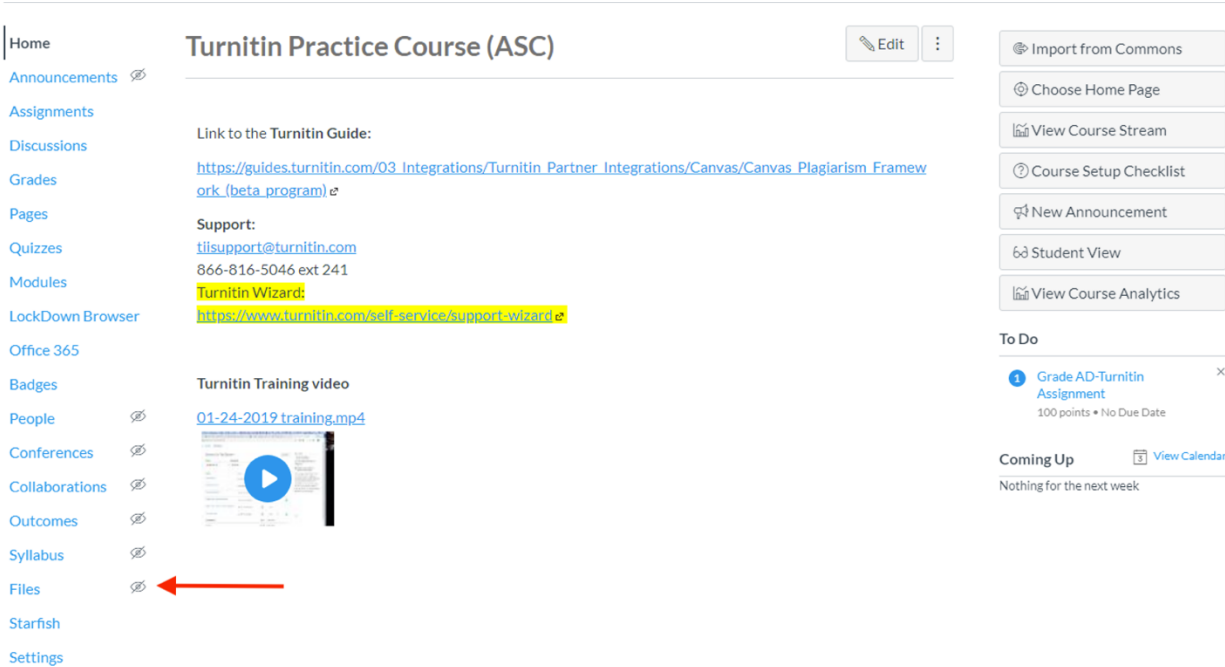 Home
Announcements
Assignments
Discussions
Grades
Pages
Quizzes
Modules
LockDown Browser
Office 365
Badges
People
Conferences
Collaborations
Outcomes
Syllabus
Files
Starfish
Settings
Turnitin Practice Course (ASC)
Edit
Link to the Turnitin Guide:
https://guides.turnitin.com/03_Integrations/Turnitin_Partner_Integrations/Canvas/Canvas_Plagiarism_Framew
ork_(beta_program)
Support:
tiisupport@turnitin.com
866-816-5046 ext 241
Turnitin Wizard:
https://www.turnitin.com/self-service/support-wizard
Turnitin Training video
01-24-2019 training.mp4
Import from Commons
Choose Home Page
View Course Stream
Course Setup Checklist
New Announcement
Student View
View Course Analytics
To Do
1 Grade AD-Turnitin
Assignment
100 points • No Due Date
Coming Up
3 View Calendar
Nothing for the next week